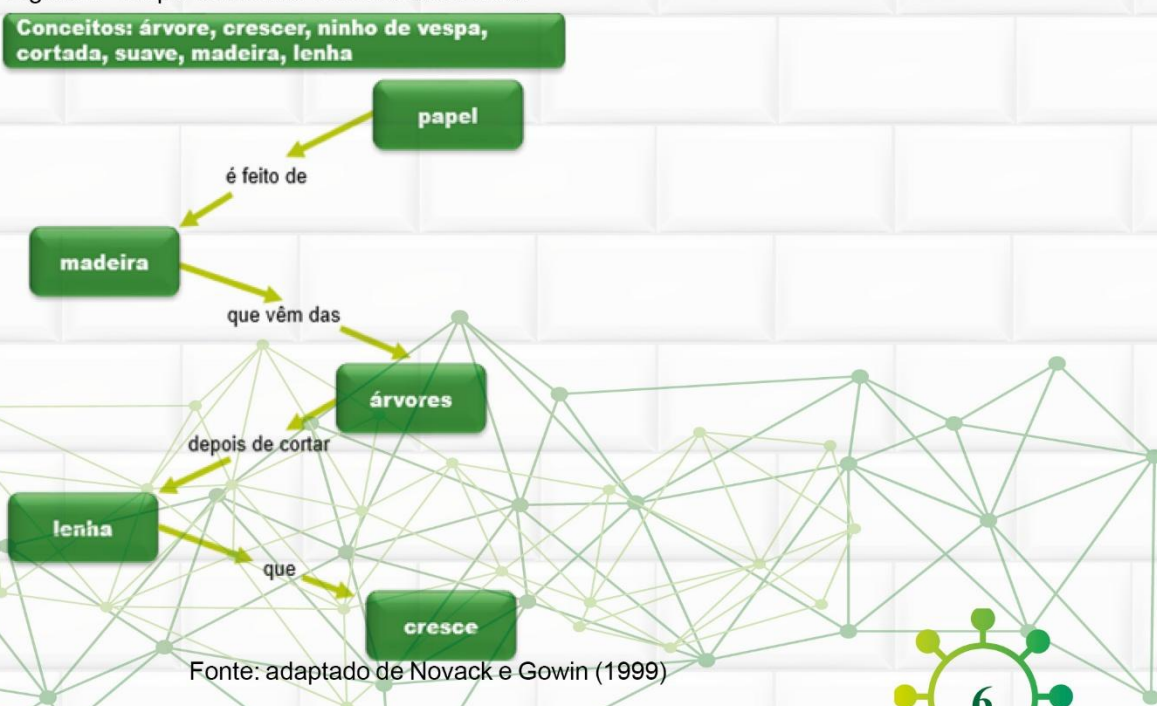 Conceitos: árvore, crescer, ninho de vespa,
cortada, suave, madeira, lenha
papel
é feito de
madeira
que vêm das
árvores
depois de cortar
lenha
que
cresce
Fonte: adaptado de Novack e Gowin (1999)
6